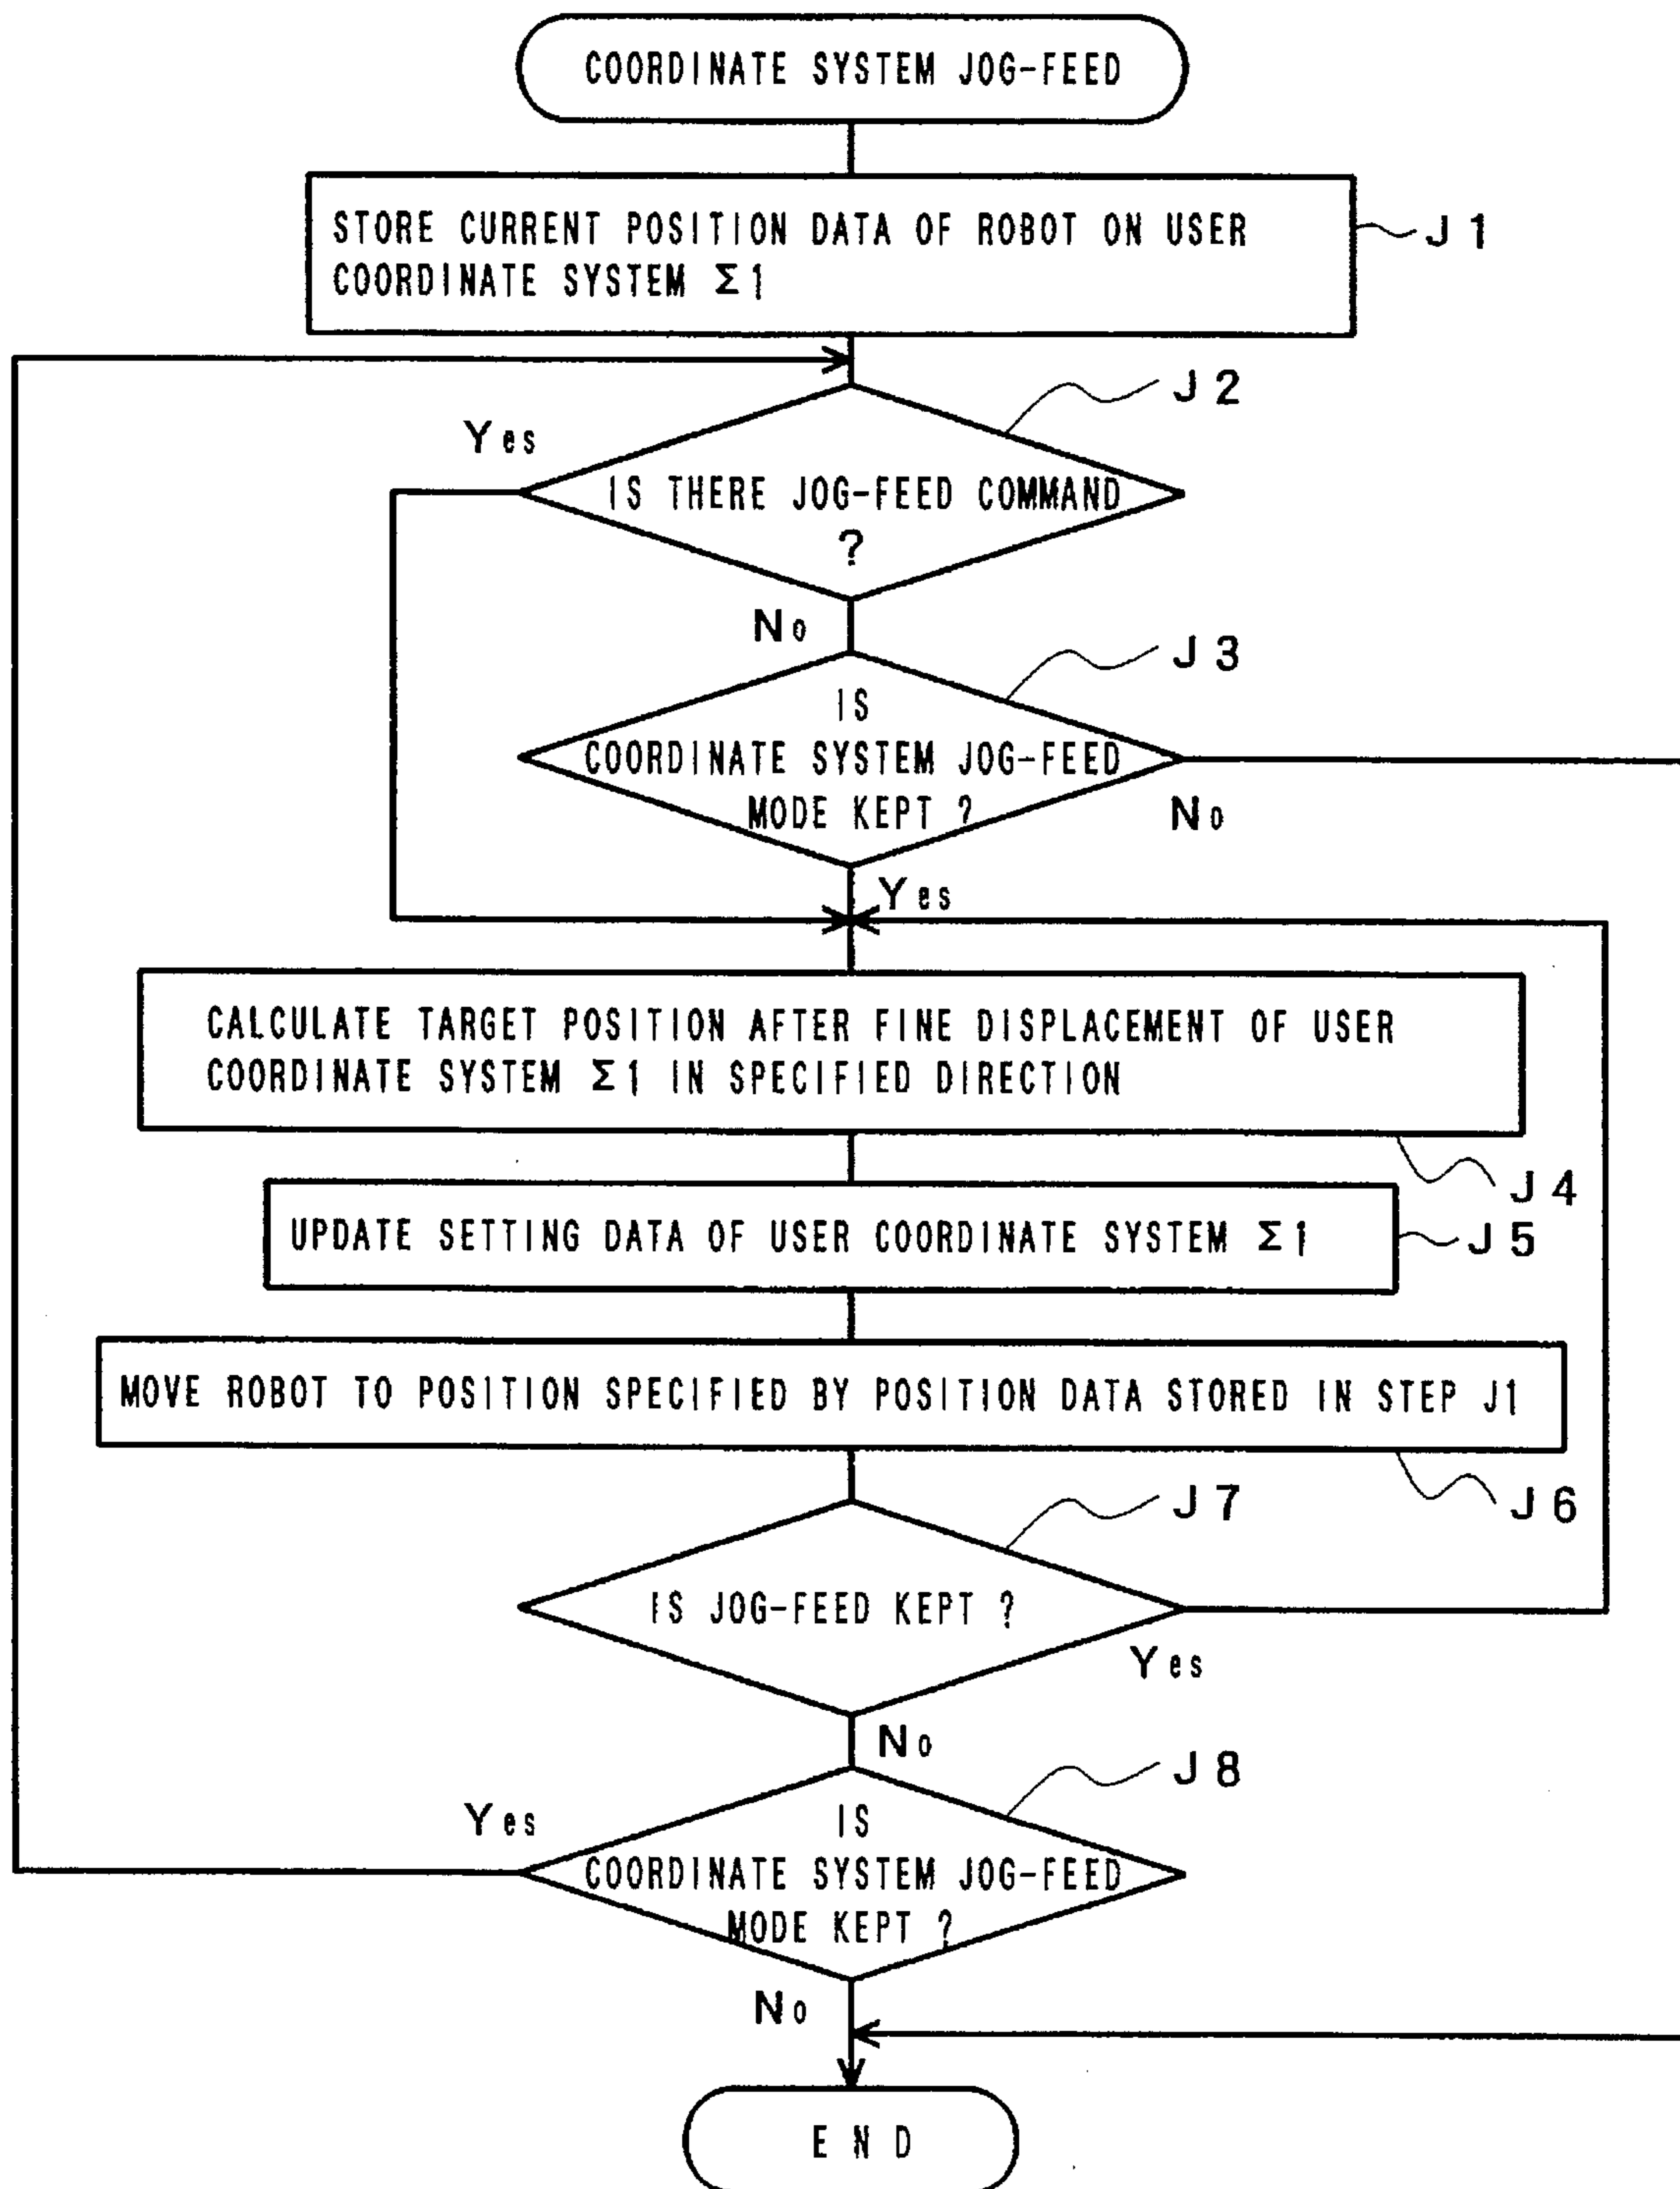 COORDINATE SYSTEM JOG-FEED
STORE CURRENT POSITION DATA OF ROBOT ON USER
COORDINATE SYSTEM Σ1
J1
J2
Yes
IS THERE JOG-FEED COMMAND
?
No
J3
IS
COORDINATE SYSTEM JOG-FEED
MODE KEPT ?
No
Yes
CALCULATE TARGET POSITION AFTER FINE DISPLACEMENT OF USER
COORDINATE SYSTEM Σ1 IN SPECIFIED DIRECTION
J4
UPDATE SETTING DATA OF USER COORDINATE SYSTEM Σ1
J5
MOVE ROBOT TO POSITION SPECIFIED BY POSITION DATA STORED IN STEP J1
J6
J7
IS JOG-FEED KEPT ?
Yes
No
J8
Yes
IS
COORDINATE SYSTEM JOG-FEED
MODE KEPT ?
No
END